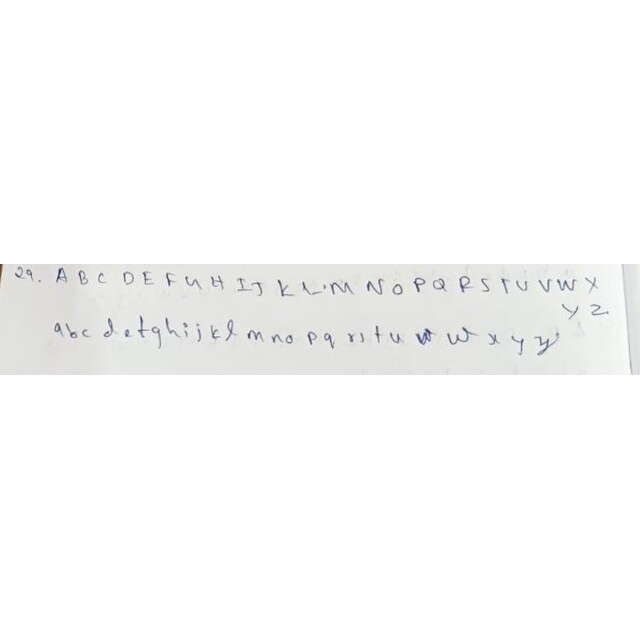 29. A B C D E F G H I J K L M N O P Q R S T U V W X
Y Z
a b c d e f g h i j k l m n o p q r s t u v w x y z